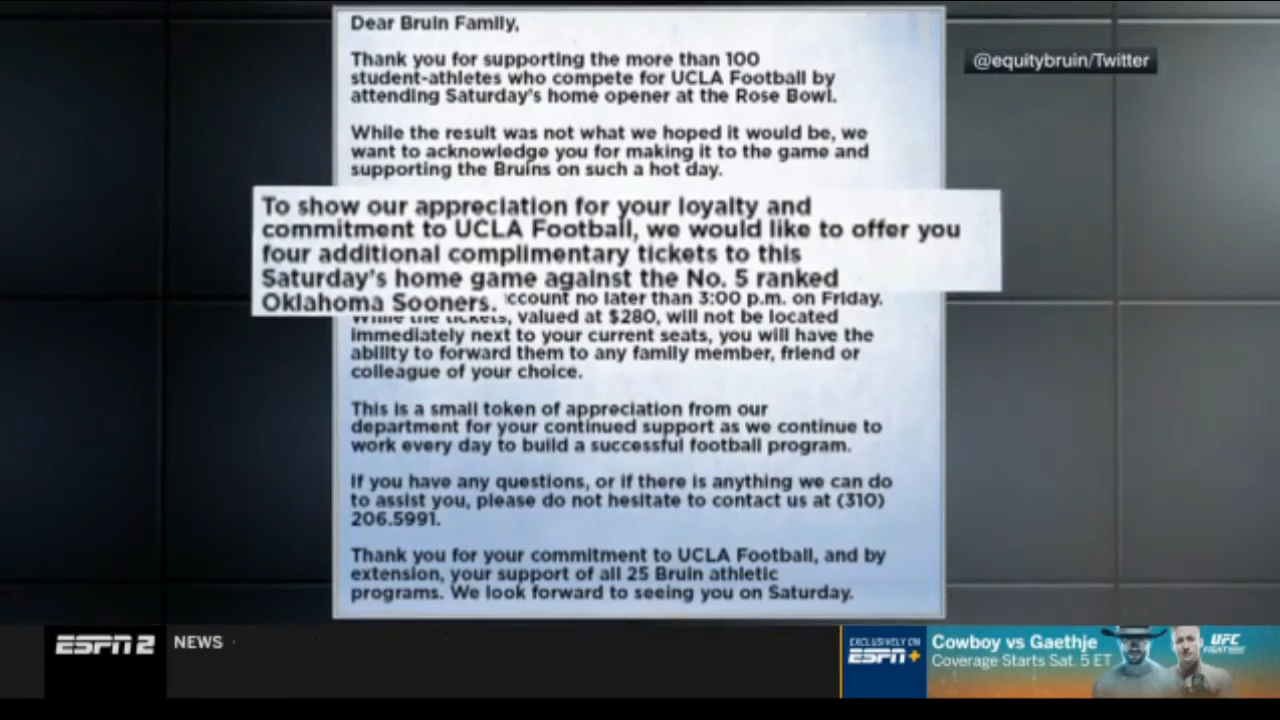 Dear Bruin Family,
@equitybruin/Twitter
Thank you for supporting the more than 100
student-athletes who compete for UCLA Football by
attending Saturday's home opener at the Rose Bowl.
While the result was not what we hoped it would be, we
want to acknowledge you for making it to the game and
supporting the Bruins on such a hot day.
To show our appreciation for your loyalty and
commitment to UCLA Football, we would like to offer you
four additional complimentary tickets to this
Saturday's home game against the No. 5 ranked
Oklahoma Sooners.
no later than 3:00 p.m. on Friday.
valued at $280, will not be located
immediately next to your current seats, you will have the
ability to forward them to any family member, friend or
colleague of your choice.
This is a small token of appreciation from our
department for your continued support as we continue to
work every day to build a successful football program.
If you have any questions, or if there is anything we can do
to assist you, please do not hesitate to contact us at (310)
206.5991.
Thank you for your commitment to UCLA Football, and by
extension, your support of all 25 Bruin athletic
programs. We look forward to seeing you on Saturday.
ESPN 2
NEWS
EXCLUSIVELY ON
ESPN+
Cowboy vs Gaethje
Coverage Starts Sat. 5 ET
UFC